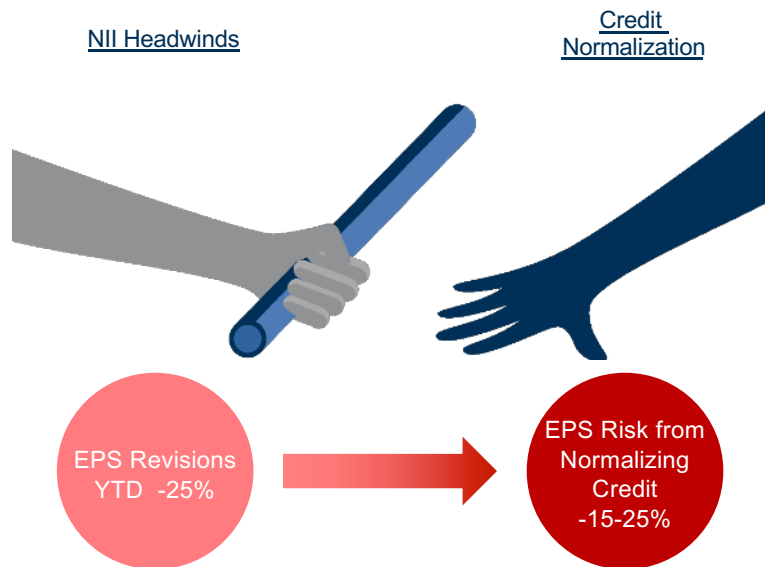 NII Headwinds
Credit
Normalization
EPS Revisions
YTD -25%
EPS Risk from
Normalizing
Credit
-15-25%